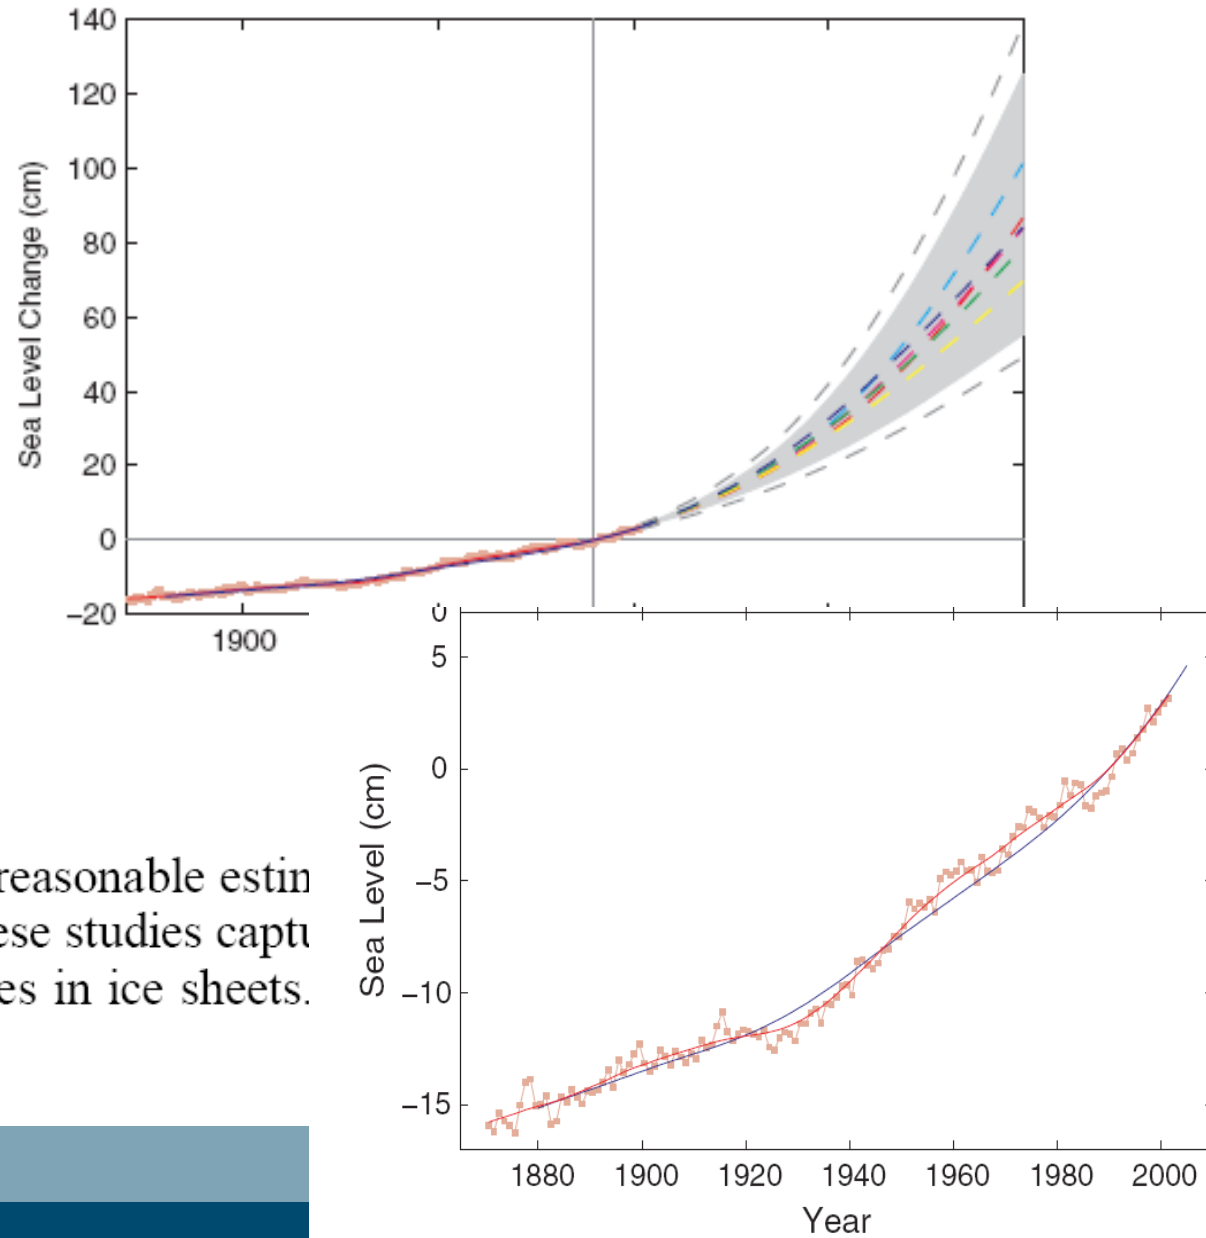 140
120
100
80
60
40
20
0
−20
Sea Level Change (cm)
1900
0
5
0
−5
−10
−15
Sea Level (cm)
1880 1900 1920 1940 1960 1980 2000
Year
reasonable estin
ese studies captu
es in ice sheets.